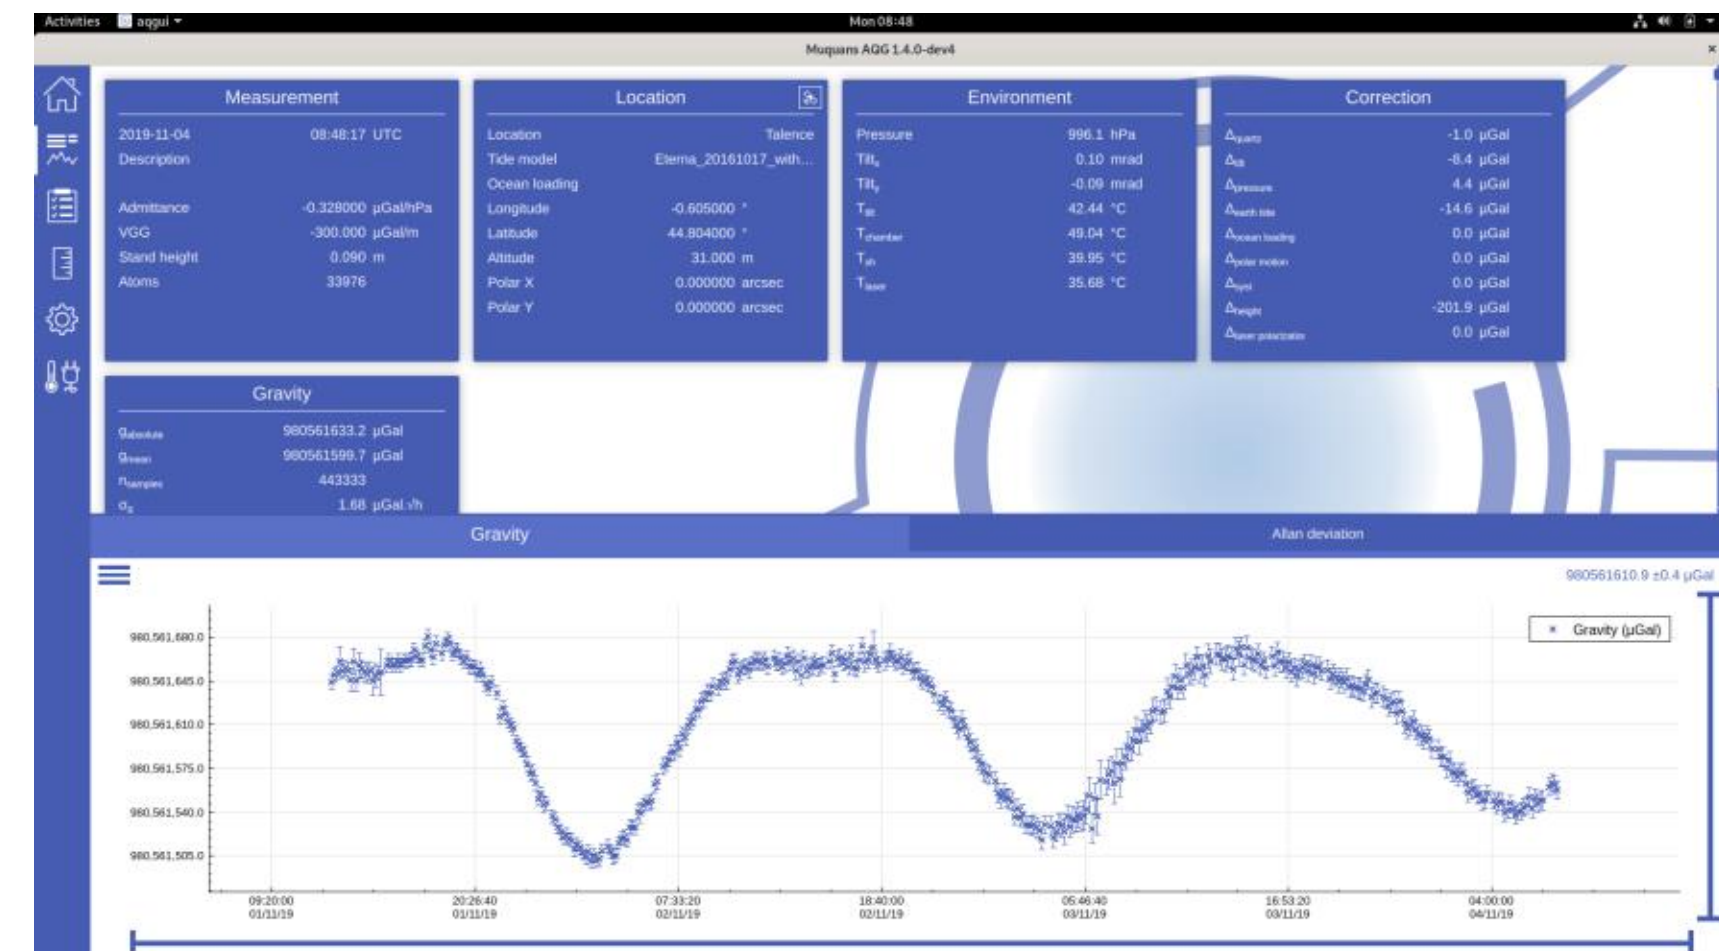 Activities aqgui Mon 08:48
Muquans AQG 1.4.0-dev4
Measurement
2019-11-04 08:48:17 UTC
Description
Admittance -0.328000 µGal/hPa
VGG -300.000 µGal/m
Stand height 0.090 m
Atoms 33976
Location
Location Talence
Tide model Eterna_20161017_with...
Ocean loading
Longitude -0.605000 °
Latitude 44.804000 °
Altitude 31.000 m
Polar X 0.000000 arcsec
Polar Y 0.000000 arcsec
Environment
Pressure 996.1 hPa
Tiltx 0.10 mrad
Tilty -0.09 mrad
Ttilt 42.44 °C
Tchamber 49.04 °C
Tsh 39.95 °C
Tlaser 35.68 °C
Correction
Δquartz -1.0 µGal
Δtilt -8.4 µGal
Δpressure 4.4 µGal
Δearth tide -14.6 µGal
Δocean loading 0.0 µGal
Δpolar motion 0.0 µGal
Δsyst 0.0 µGal
Δheight -201.9 µGal
Δlaser polarization 0.0 µGal
Gravity
gabsolute 980561633.2 µGal
gmean 980561599.7 µGal
nsamples 443333
σg 1.68 µGal.√h
Gravity Allan deviation
980561610.9 ±0.4 µGal
Gravity (µGal)
980,561,680.0
980,561,645.0
980,561,610.0
980,561,575.0
980,561,540.0
980,561,505.0
09:20:00 20:26:40 07:33:20 18:40:00 05:46:40 16:53:20 04:00:00
01/11/19 01/11/19 02/11/19 02/11/19 03/11/19 03/11/19 04/11/19